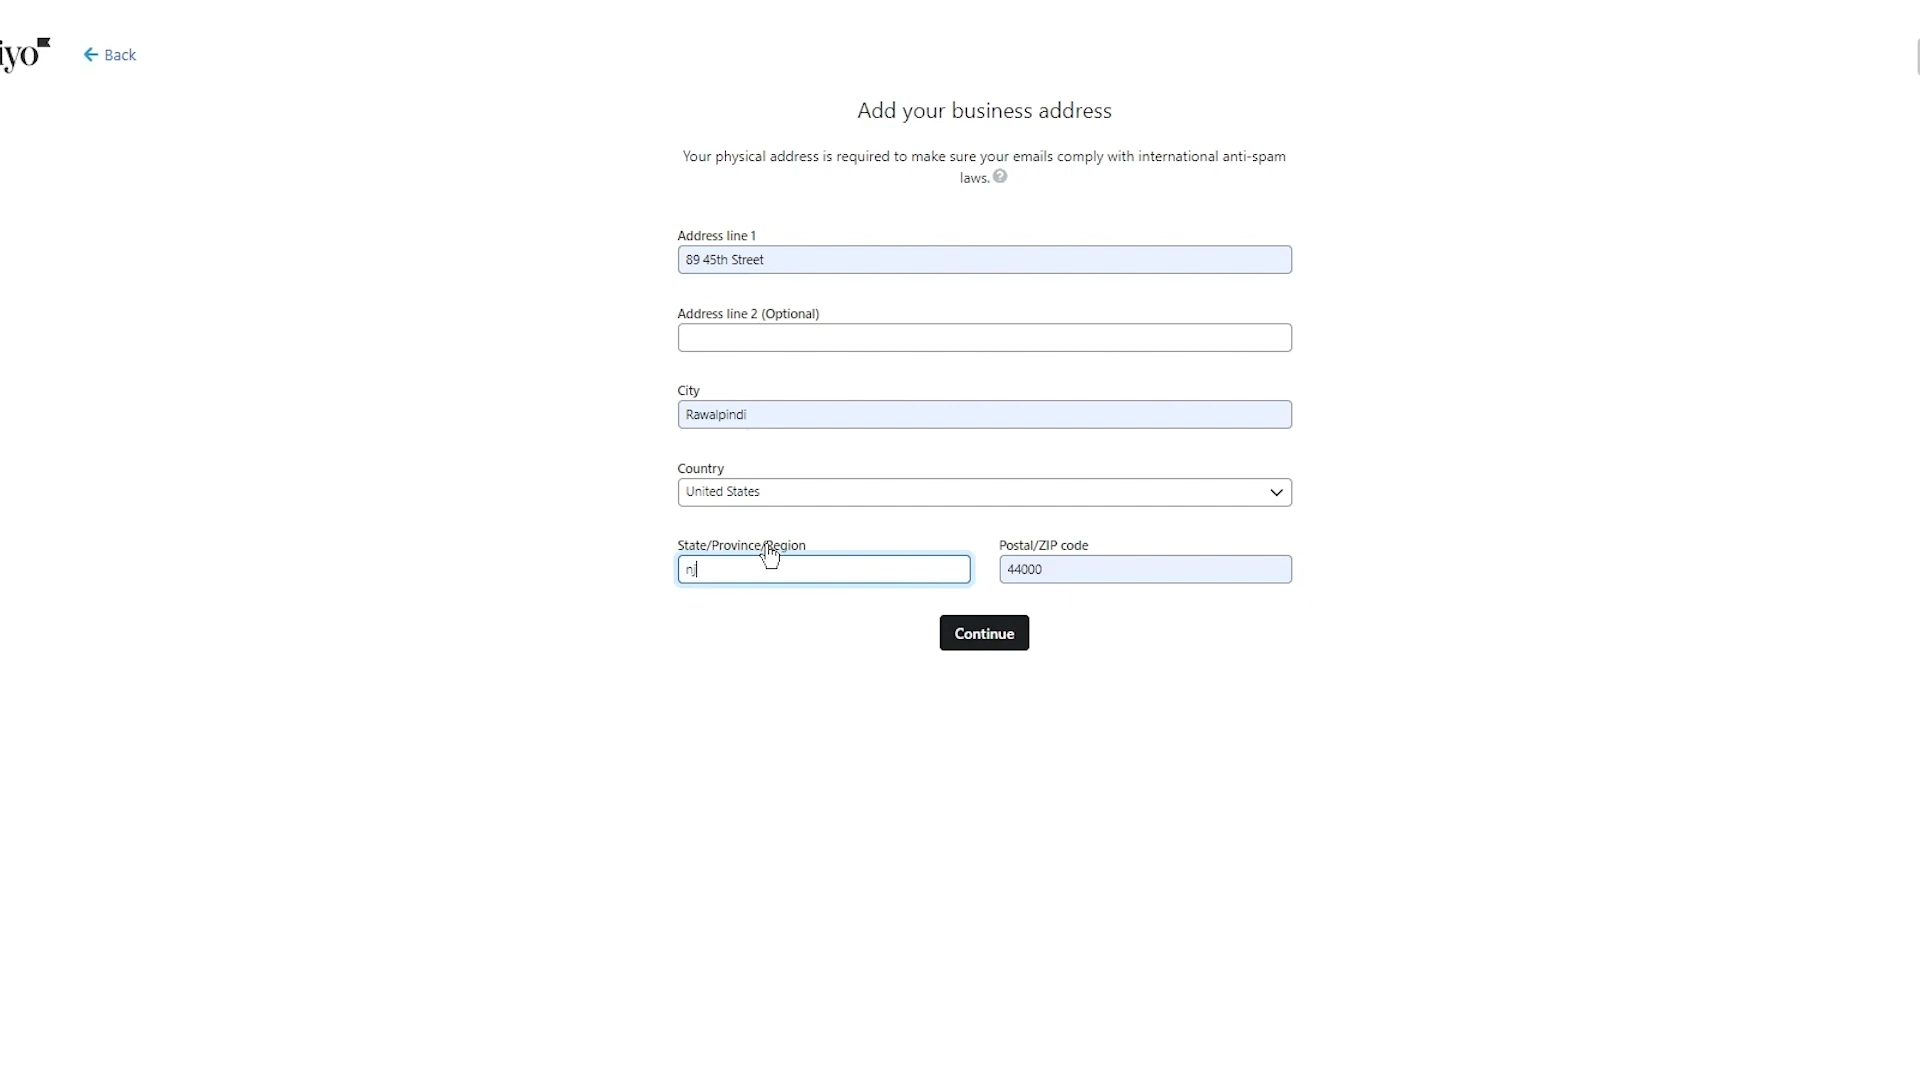 iyo
Back
Add your business address
Your physical address is required to make sure your emails comply with international anti-spam
laws.
Address line 1
89 45th Street
Address line 2 (Optional)
City
Rawalpindi
Country
United States
State/Province/Region
Postal/ZIP code
nj
44000
Continue